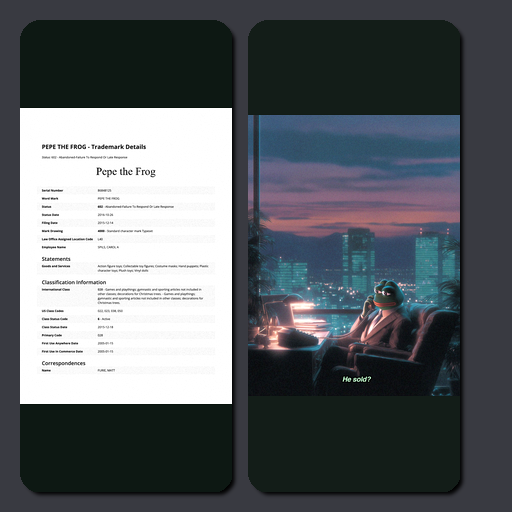 PEPE THE FROG - Trademark Details
Status: 602 - Abandoned-Failure To Respond Or Late Response
Pepe the Frog
Serial Number
Word Mark PEPE THE FROG
Status 602 - Abandoned-Failure To Respond Or Late Response
Status Date
Filing Date
Mark Drawing 4000 - Standard character mark Typeset
Law Office Assigned Location Code L40
Employee Name
Statements
Goods and Services Action figure toys; Collectable toy figures; Costume masks; Hand puppets; Plastic
character toys; Plush toys; Vinyl dolls
Classification Information
International Class 028 - Games and playthings; gymnastic and sporting articles not included in
other classes; decorations for Christmas trees. - Games and playthings;
gymnastic and sporting articles not included in other classes; decorations for
Christmas trees.
US Class Codes 022, 023, 038, 050
Class Status Code 6 - Active
Class Status Date 2015-12-18
Primary Code 028
First Use Anywhere Date 2005-01-15
First Use In Commerce Date 2005-01-15
Correspondences
Name FURIE, MATT
He sold?